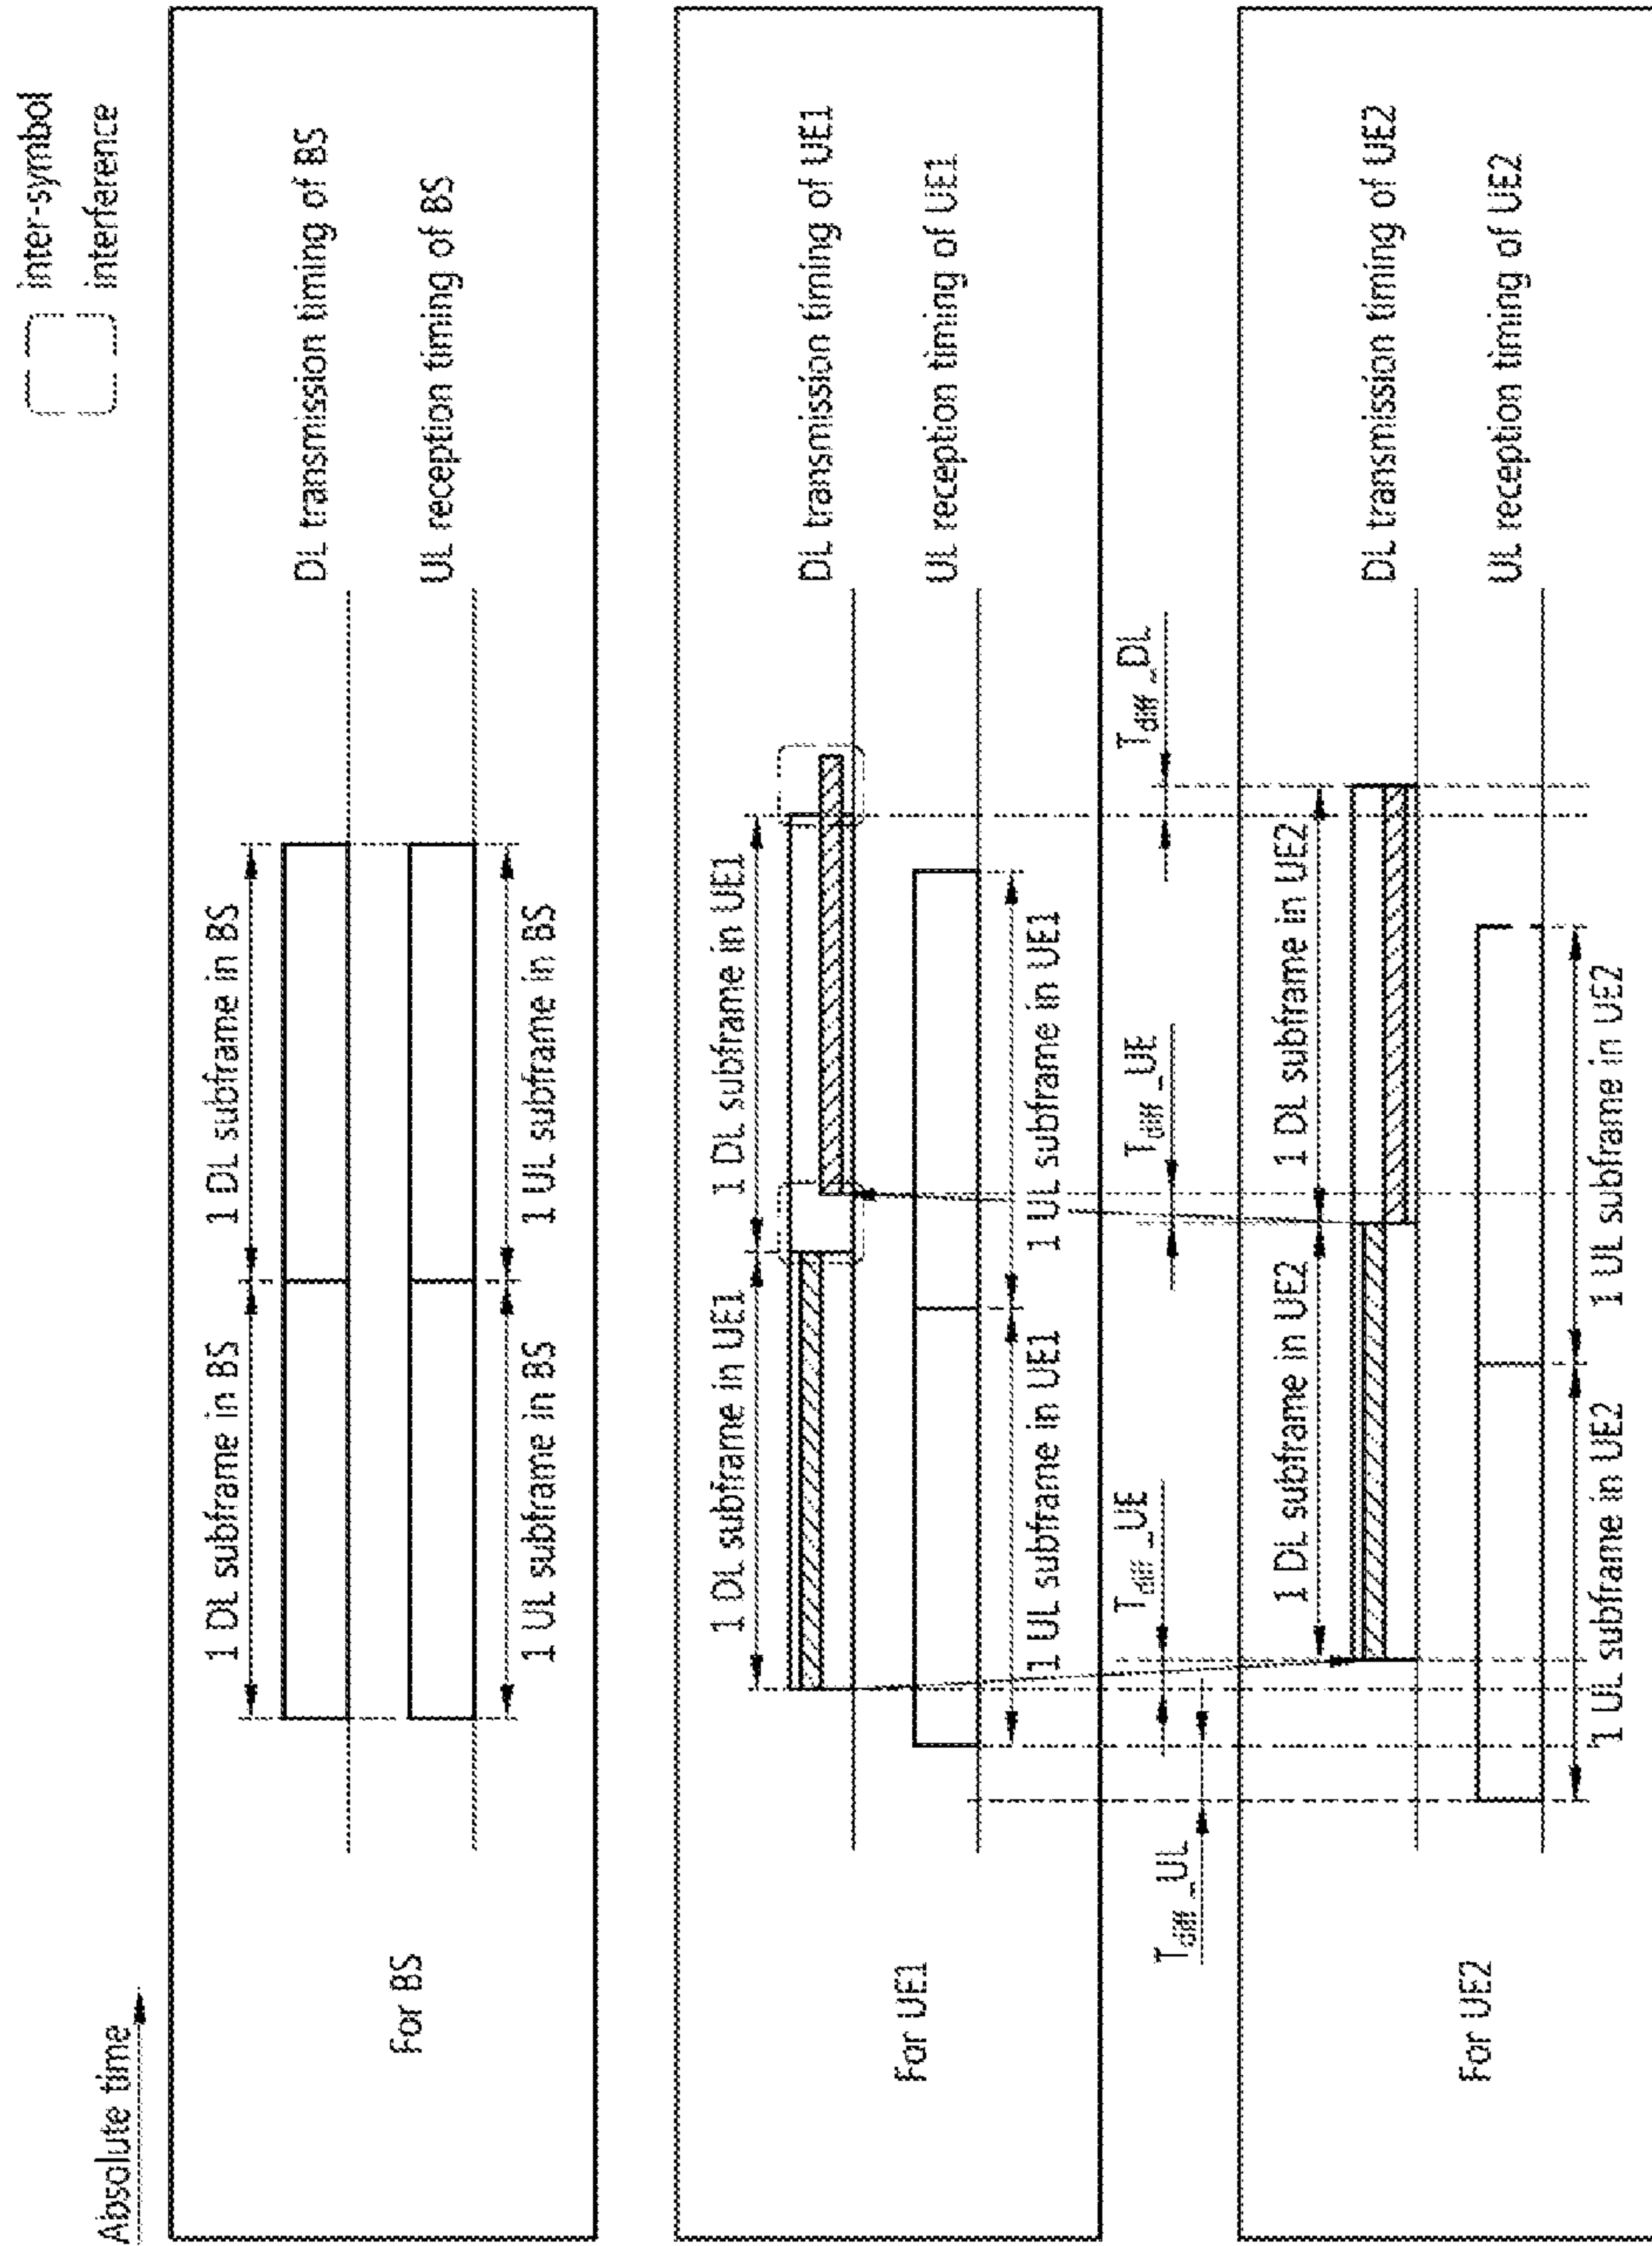 Absolute time
inter-symbol
interference
For BS
1 DL subframe in BS
1 DL subframe in BS
DL transmission timing of BS
UL reception timing of BS
1 UL subframe in BS
1 UL subframe in BS
For UE1
1 DL subframe in UE1
1 DL subframe in UE1
DL transmission timing of UE1
UL reception timing of UE1
1 UL subframe in UE1
1 UL subframe in UE1
Tdiff_UL
Tdiff_UE
Tdiff_UE
Tdiff_DL
For UE2
1 DL subframe in UE2
1 DL subframe in UE2
DL transmission timing of UE2
UL reception timing of UE2
1 UL subframe in UE2
1 UL subframe in UE2